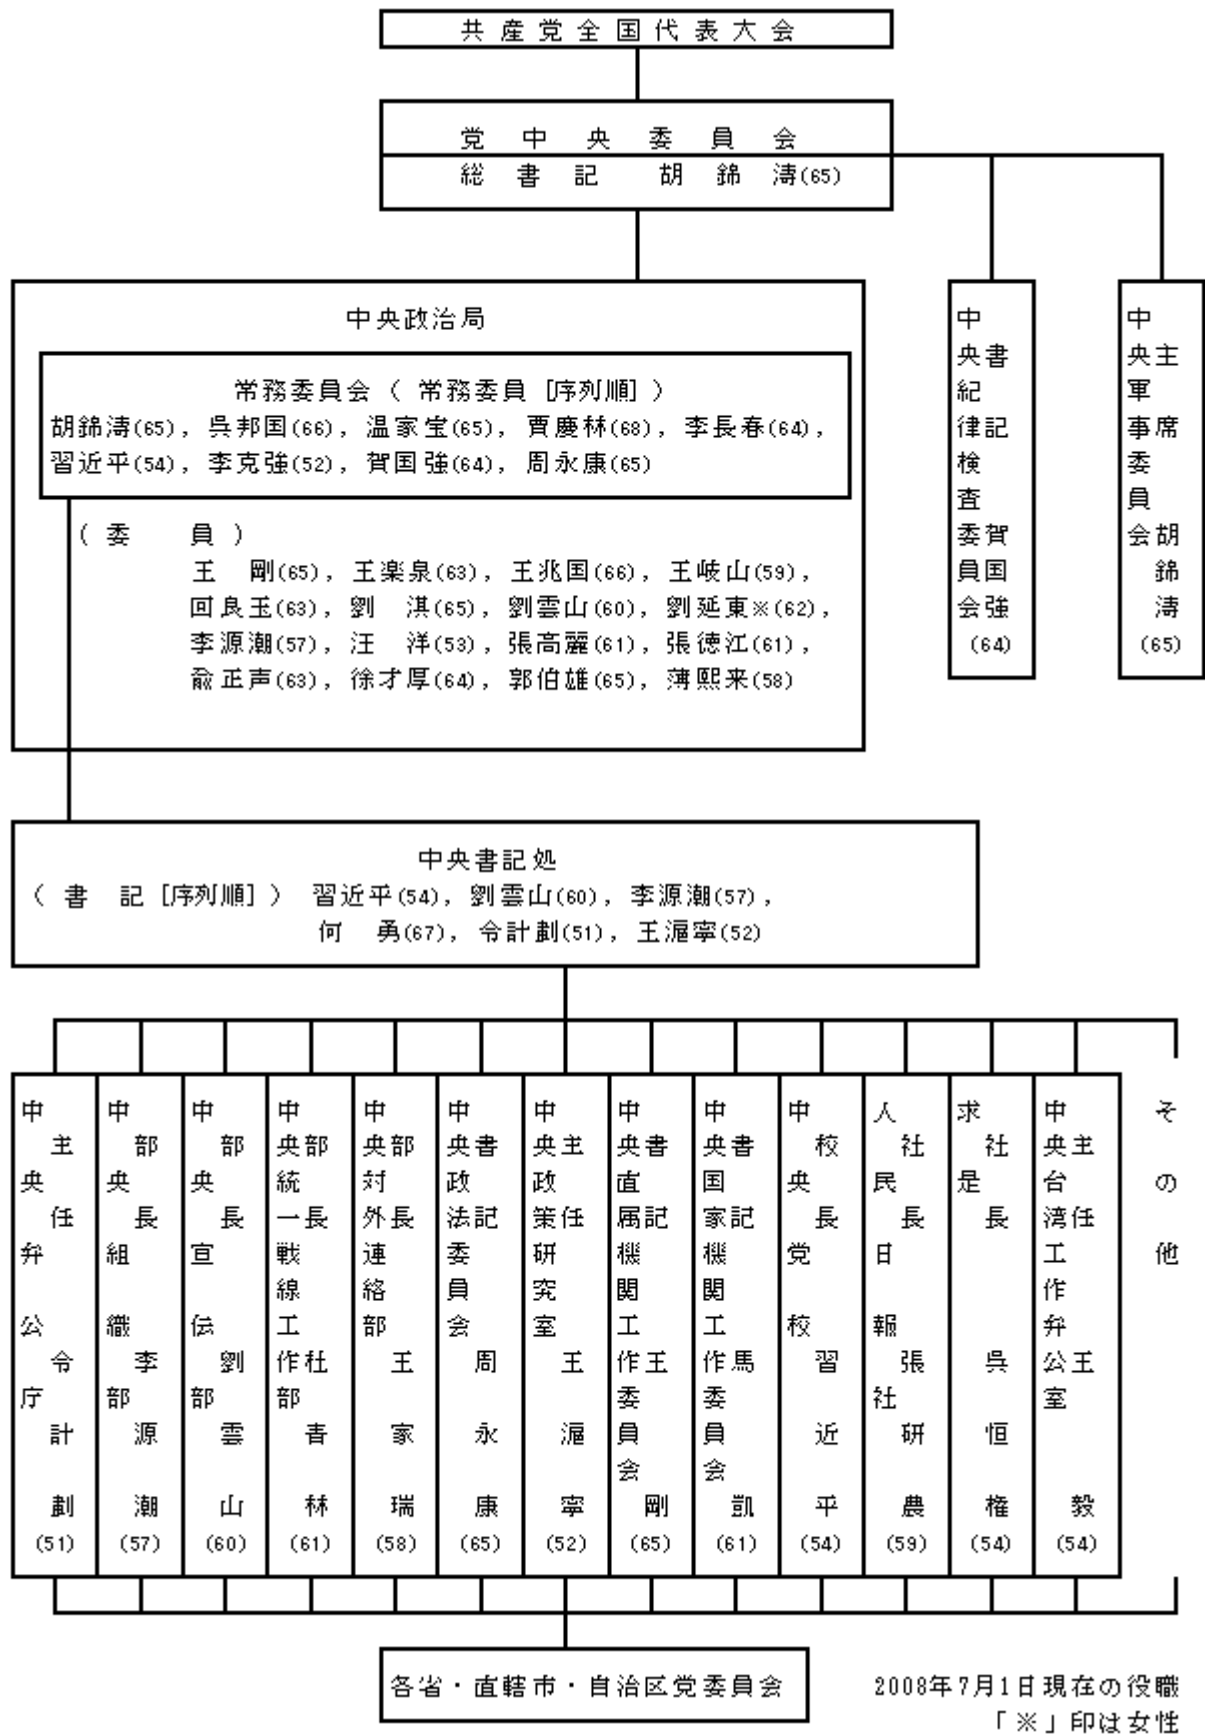 共産党全国代表大会
党中央委員会
総書記 胡錦濤(65)
中央政治局
常務委員会（常務委員［序列順］）
胡錦濤(65), 呉邦国(66), 温家宝(65), 賈慶林(68), 李長春(64),
習近平(54), 李克強(52), 賀国強(64), 周永康(65)
（委　員）
王　剛(65), 王楽泉(63), 王兆国(66), 王岐山(59),
回良玉(63), 劉　淇(65), 劉雲山(60), 劉延東※(62),
李源潮(57), 汪　洋(53), 張高麗(61), 張徳江(61),
兪正声(63), 徐才厚(64), 郭伯雄(65), 薄熙来(58)
中央紀律検査委員会
書記 賀国強
(64)
中央軍事委員会
主席 胡錦濤
(65)
中央書記処
（書　記［序列順］） 習近平(54), 劉雲山(60), 李源潮(57),
何　勇(67), 令計劃(51), 王滬寧(52)
中央弁公庁
主任 令計劃
(51)
中央組織部
部長 李源潮
(57)
中央宣伝部
部長 劉雲山
(60)
中央統一戦線工作部
部長 杜青林
(61)
中央対外連絡部
部長 王家瑞
(58)
中央政法委員会
書記 周永康
(65)
中央政策研究室
主任 王滬寧
(52)
中央直属機関工作委員会
書記 王剛
(65)
中央国家機関工作委員会
書記 馬凱
(61)
中央党校
校長 習近平
(54)
人民日報社
社長 張研農
(59)
求是
社長 呉恒権
(54)
中央台湾工作弁公室
主任 王毅
(54)
その他
各省・直轄市・自治区党委員会
2008年7月1日現在の役職
「※」印は女性